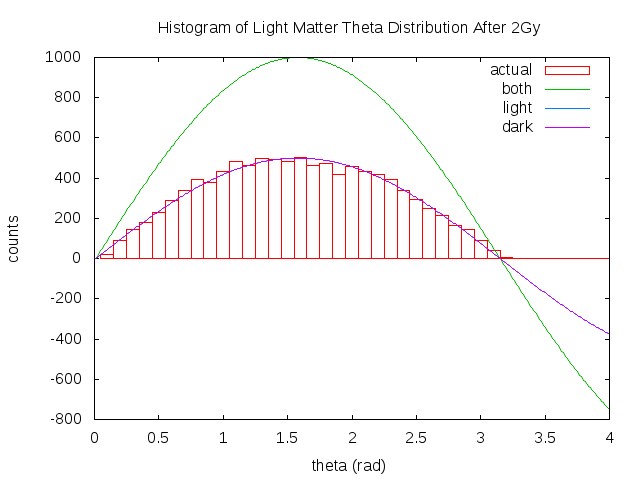 Histogram of Light Matter Theta Distribution After 2Gy
1000
800
600
400
200
0
-200
-400
-600
-800
counts
actual
both
light
dark
0 0.5 1 1.5 2 2.5 3 3.5 4
theta (rad)